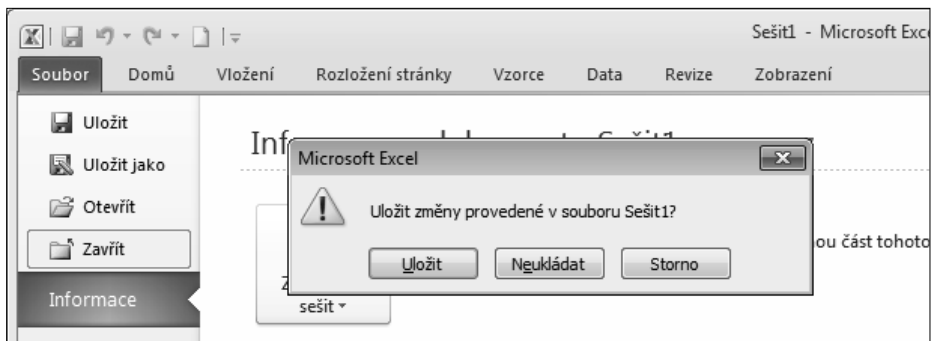 Sešit1 - Microsoft Exc
Soubor Domů Vložení Rozložení stránky Vzorce Data Revize Zobrazení
Uložit
Uložit jako
Otevřít
Zavřít
Informace
Inf
Sešit1
Microsoft Excel
Uložit změny provedené v souboru Sešit1?
Uložit Neukládat Storno
ou část tohoto
sešit